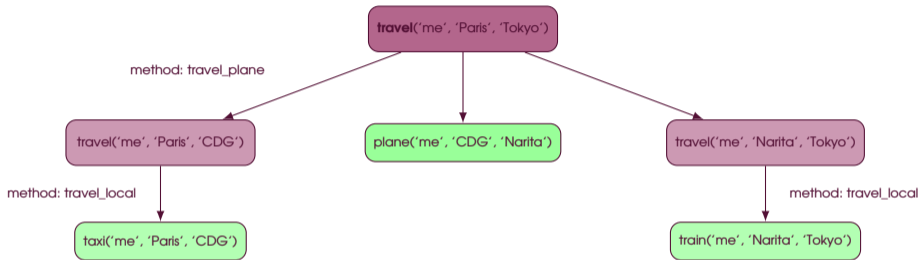 travel('me', 'Paris', 'Tokyo')
method: travel_plane
travel('me', 'Paris', 'CDG')
plane('me', 'CDG', 'Narita')
travel('me', 'Narita', 'Tokyo')
method: travel_local
method: travel_local
taxi('me', 'Paris', 'CDG')
train('me', 'Narita', 'Tokyo')